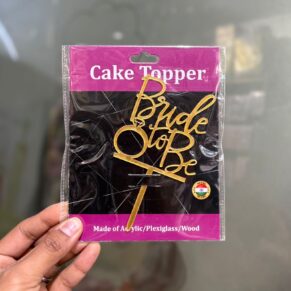 Cake Topper
Bride
to Be
Made of Acrylic/Plexiglass/Wood